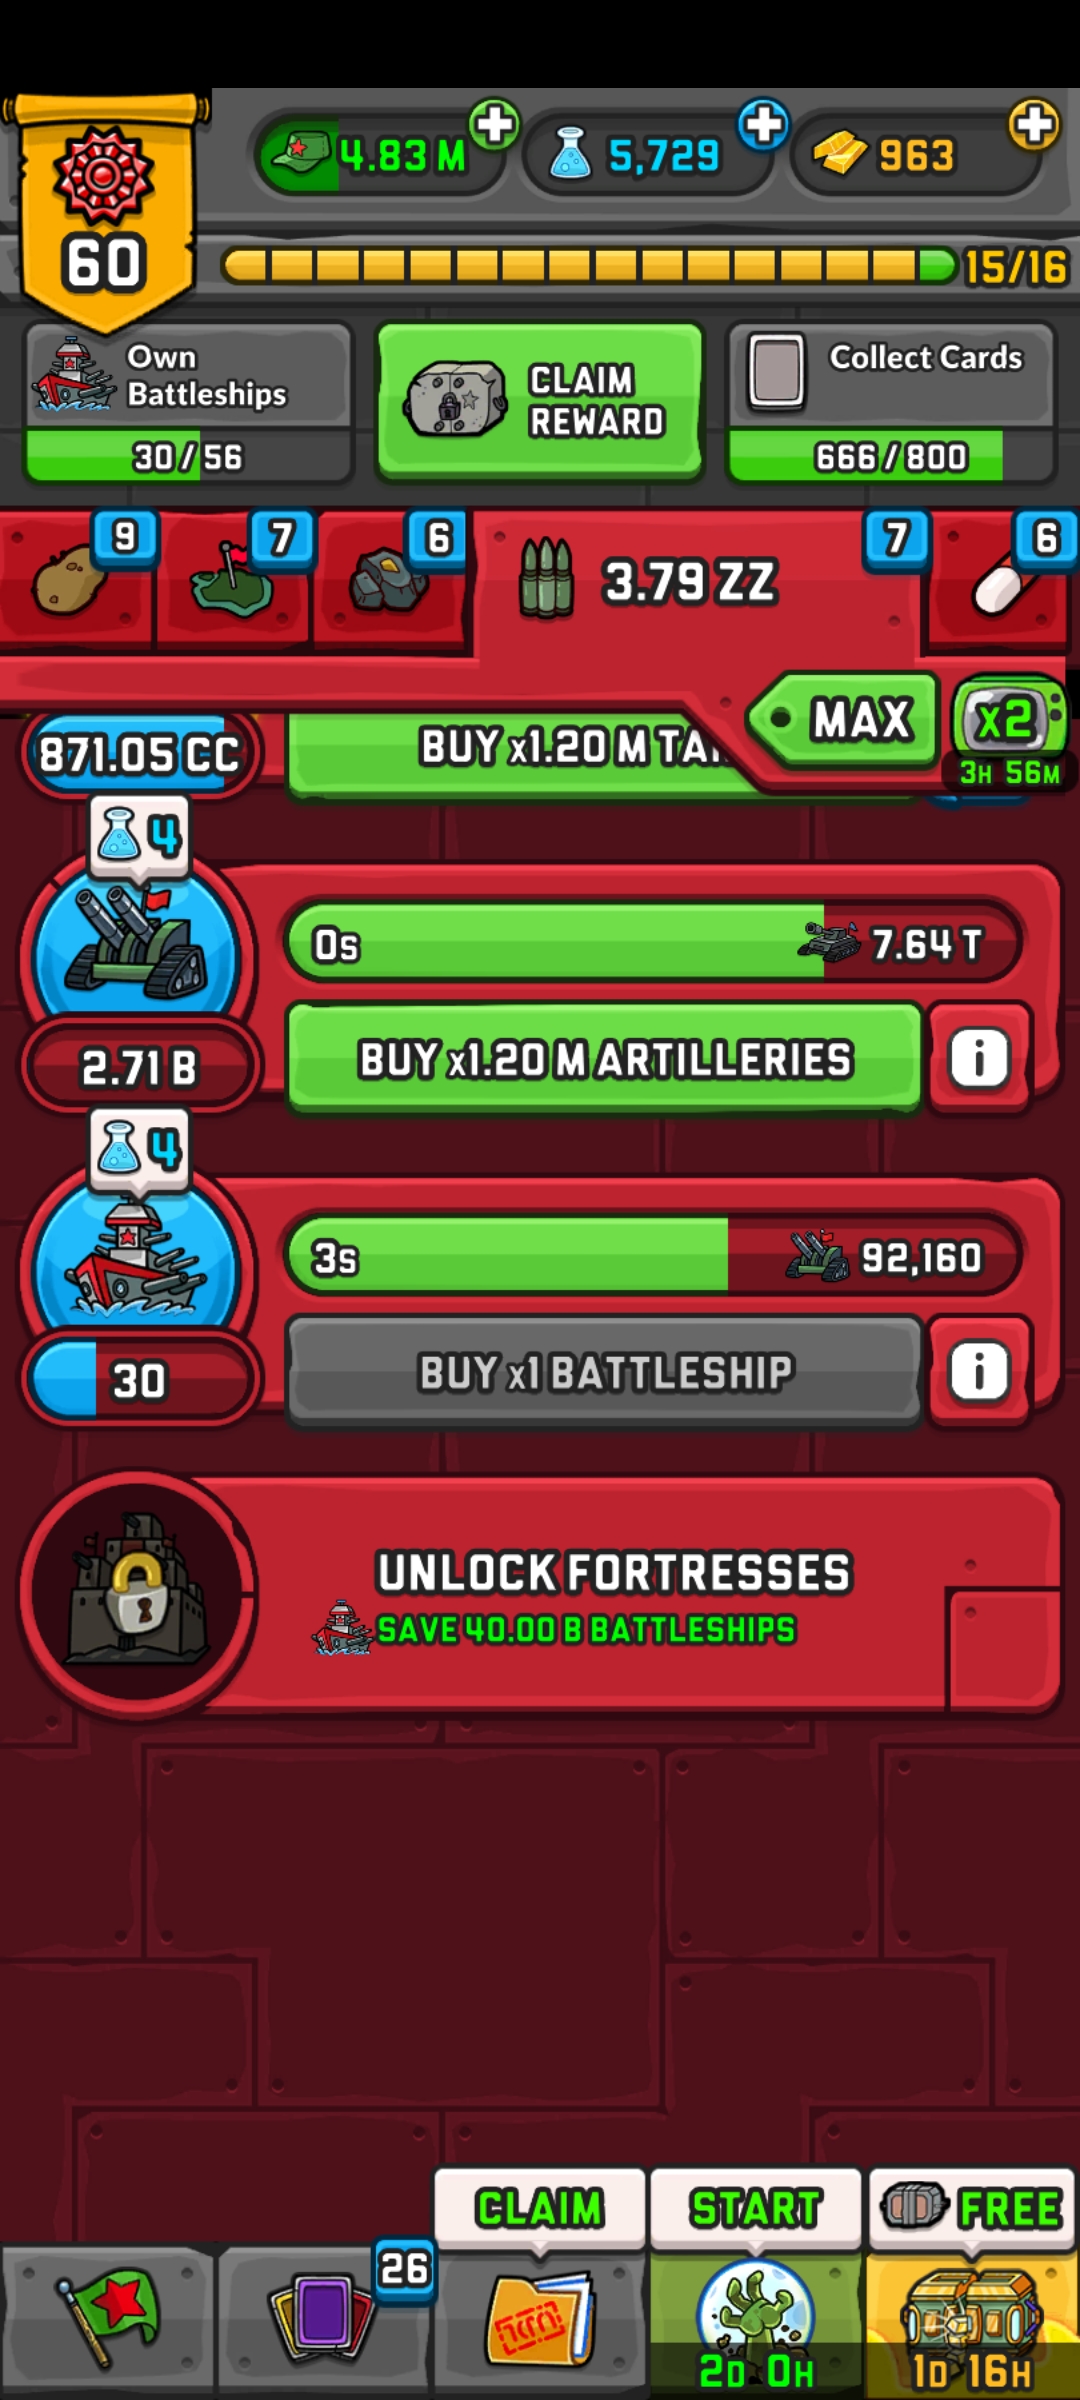 60
4.83 M
5,729
963
15/16
Own
Battleships
30/56
CLAIM
REWARD
Collect Cards
666/800
9
7
6
3.79 ZZ
7
6
871.05 CC
BUY x1.20 M TA
MAX
x2
3H 56M
4
0s
7.64 T
2.71 B
BUY x1.20 M ARTILLERIES
i
4
3s
92,160
30
BUY x1 BATTLESHIP
i
UNLOCK FORTRESSES
SAVE 40.00 B BATTLESHIPS
CLAIM
START
FREE
26
2D 0H
1D 16H